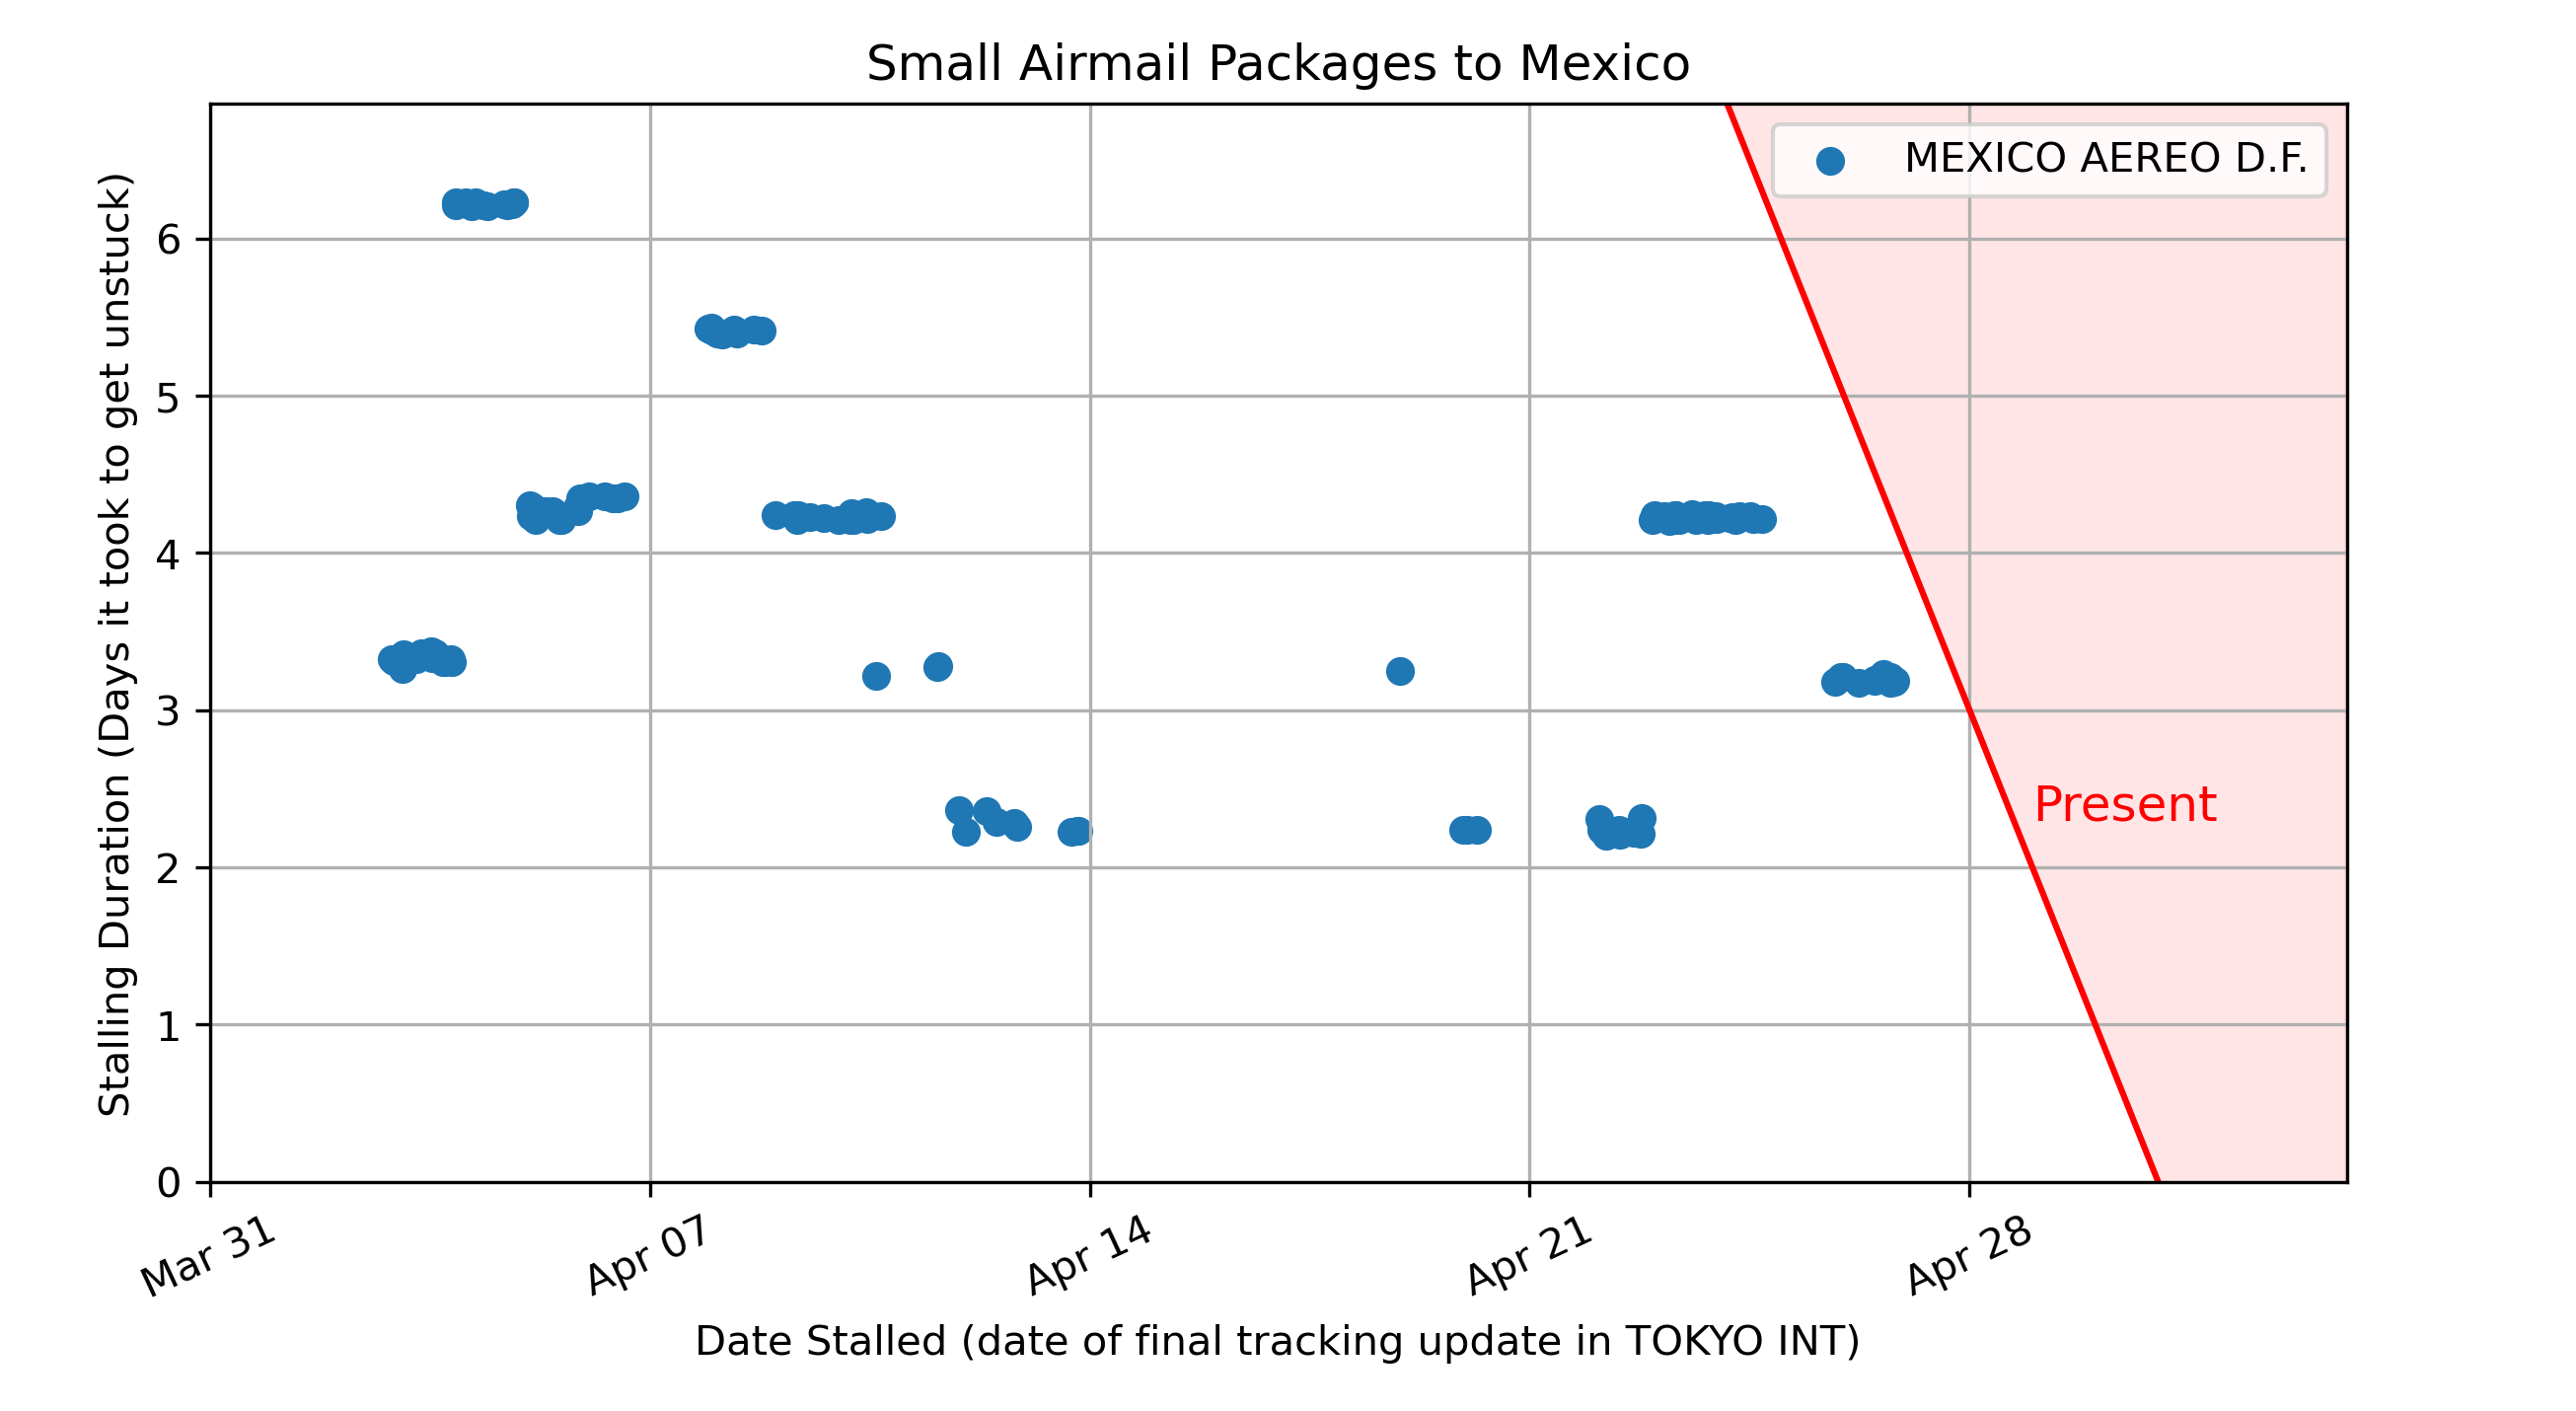 Small Airmail Packages to Mexico
MEXICO AEREO D.F.
Stalling Duration (Days it took to get unstuck)
6
5
4
3
2
1
0
Present
Mar 31
Apr 07
Apr 14
Apr 21
Apr 28
Date Stalled (date of final tracking update in TOKYO INT)